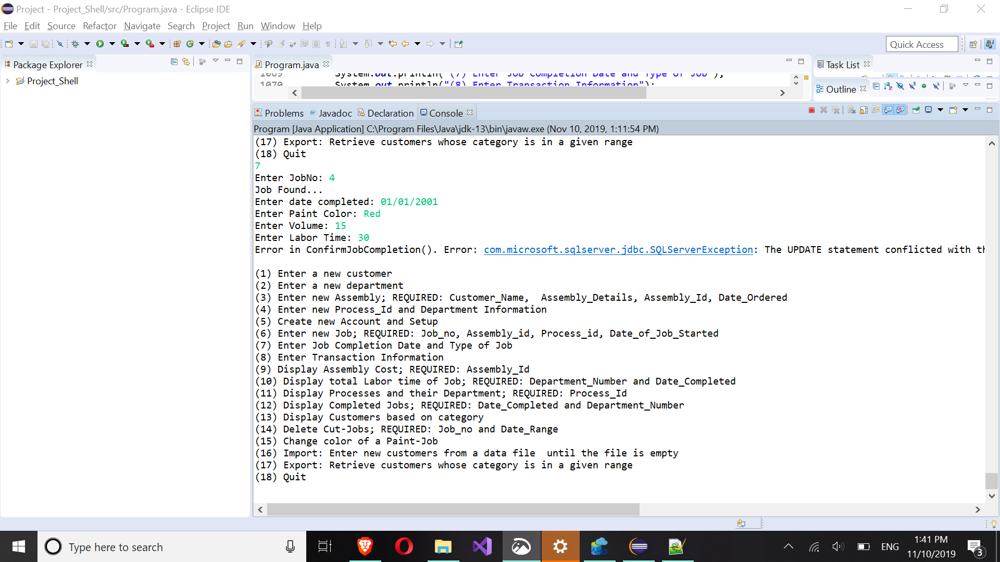 Project - Project_Shell/src/Program.java - Eclipse IDE
File Edit Source Refactor Navigate Search Project Run Window Help
Quick Access
Package Explorer
Project_Shell
Program.java
1069 System.out.println("(7) Enter Job Completion Date and Type of Job");
1070 System.out.println("(8) Enter Transaction Information");
Task List
Outline
Problems @ Javadoc Declaration Console
Program [Java Application] C:\Program Files\Java\jdk-13\bin\javaw.exe (Nov 10, 2019, 1:11:54 PM)
(17) Export: Retrieve customers whose category is in a given range
(18) Quit
7
Enter JobNo: 4
Job Found...
Enter date completed: 01/01/2001
Enter Paint Color: Red
Enter Volume: 15
Enter Labor Time: 30
Error in ConfirmJobCompletion(). Error: com.microsoft.sqlserver.jdbc.SQLServerException: The UPDATE statement conflicted with th
(1) Enter a new customer
(2) Enter a new department
(3) Enter new Assembly; REQUIRED: Customer_Name,  Assembly_Details, Assembly_Id, Date_Ordered
(4) Enter new Process_Id and Department Information
(5) Create new Account and Setup
(6) Enter new Job; REQUIRED: Job_no, Assembly_id, Process_id, Date_of_Job_Started
(7) Enter Job Completion Date and Type of Job
(8) Enter Transaction Information
(9) Display Assembly Cost; REQUIRED: Assembly_Id
(10) Display total Labor time of Job; REQUIRED: Department_Number and Date_Completed
(11) Display Processes and their Department; REQUIRED: Process_Id
(12) Display Completed Jobs; REQUIRED: Date_Completed and Department_Number
(13) Display Customers based on category
(14) Delete Cut-Jobs; REQUIRED: Job_no and Date_Range
(15) Change color of a Paint-Job
(16) Import: Enter new customers from a data file  until the file is empty
(17) Export: Retrieve customers whose category is in a given range
(18) Quit
Type here to search
ENG
1:41 PM
11/10/2019
3